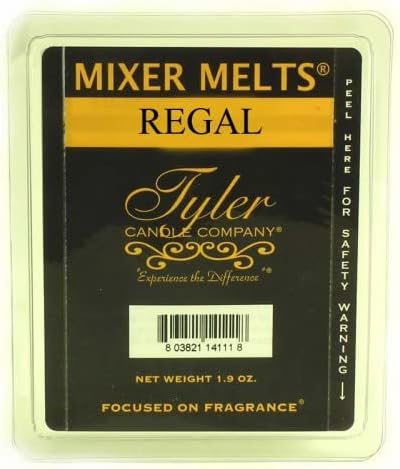 MIXER MELTS®
REGAL
Tyler
CANDLE COMPANY®
"Experience the Difference"®
8 03821 14111 8
NET WEIGHT 1.9 OZ.
FOCUSED ON FRAGRANCE®
PEEL HERE FOR SAFETY WARNING →